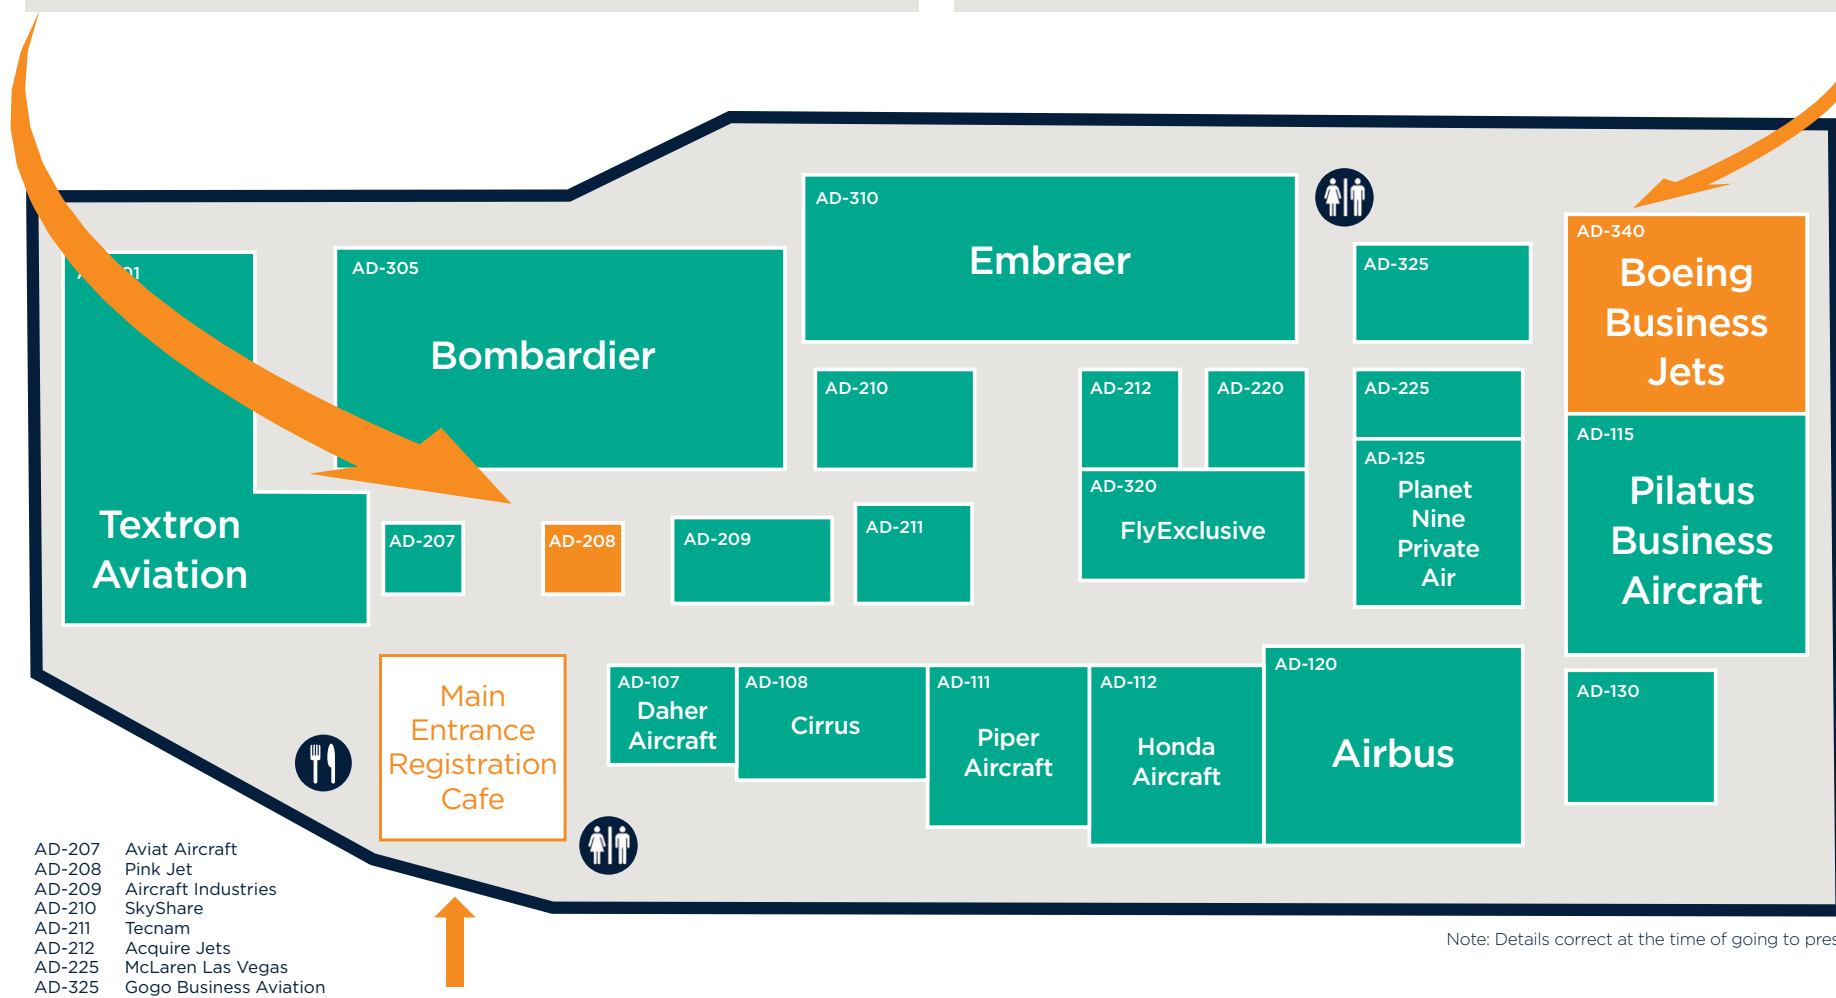 AD-310
Embraer
AD-340
Boeing
Business
Jets
01
AD-305
Bombardier
AD-325
AD-210
AD-212
AD-220
AD-225
AD-115
Pilatus
Business
Aircraft
AD-125
Planet
Nine
Private
Air
AD-320
FlyExclusive
Textron
Aviation
AD-207
AD-208
AD-209
AD-211
Main
Entrance
Registration
Cafe
AD-107
Daher
Aircraft
AD-108
Cirrus
AD-111
Piper
Aircraft
AD-112
Honda
Aircraft
AD-120
Airbus
AD-130
AD-207 Aviat Aircraft
AD-208 Pink Jet
AD-209 Aircraft Industries
AD-210 SkyShare
AD-211 Tecnam
AD-212 Acquire Jets
AD-225 McLaren Las Vegas
AD-325 Gogo Business Aviation
Note: Details correct at the time of going to pres